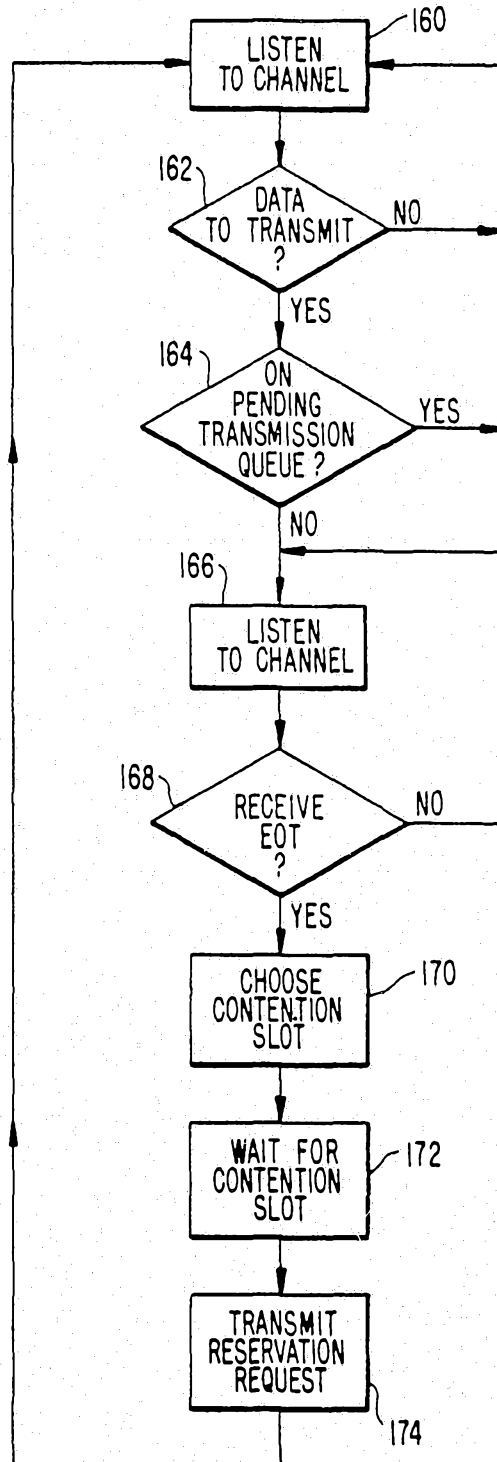 160
LISTEN
TO CHANNEL
162
DATA
TO TRANSMIT
?
NO
YES
164
ON
PENDING
TRANSMISSION
QUEUE ?
YES
NO
166
LISTEN
TO CHANNEL
168
RECEIVE
EOT
?
NO
YES
CHOOSE
CONTENTION
SLOT
170
WAIT FOR
CONTENTION
SLOT
172
TRANSMIT
RESERVATION
REQUEST
174